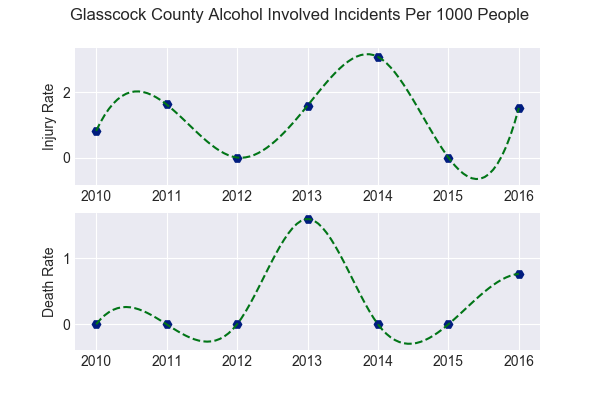 Glasscock County Alcohol Involved Incidents Per 1000 People
Injury Rate
2
0
2010 2011 2012 2013 2014 2015 2016
Death Rate
1
0
2010 2011 2012 2013 2014 2015 2016